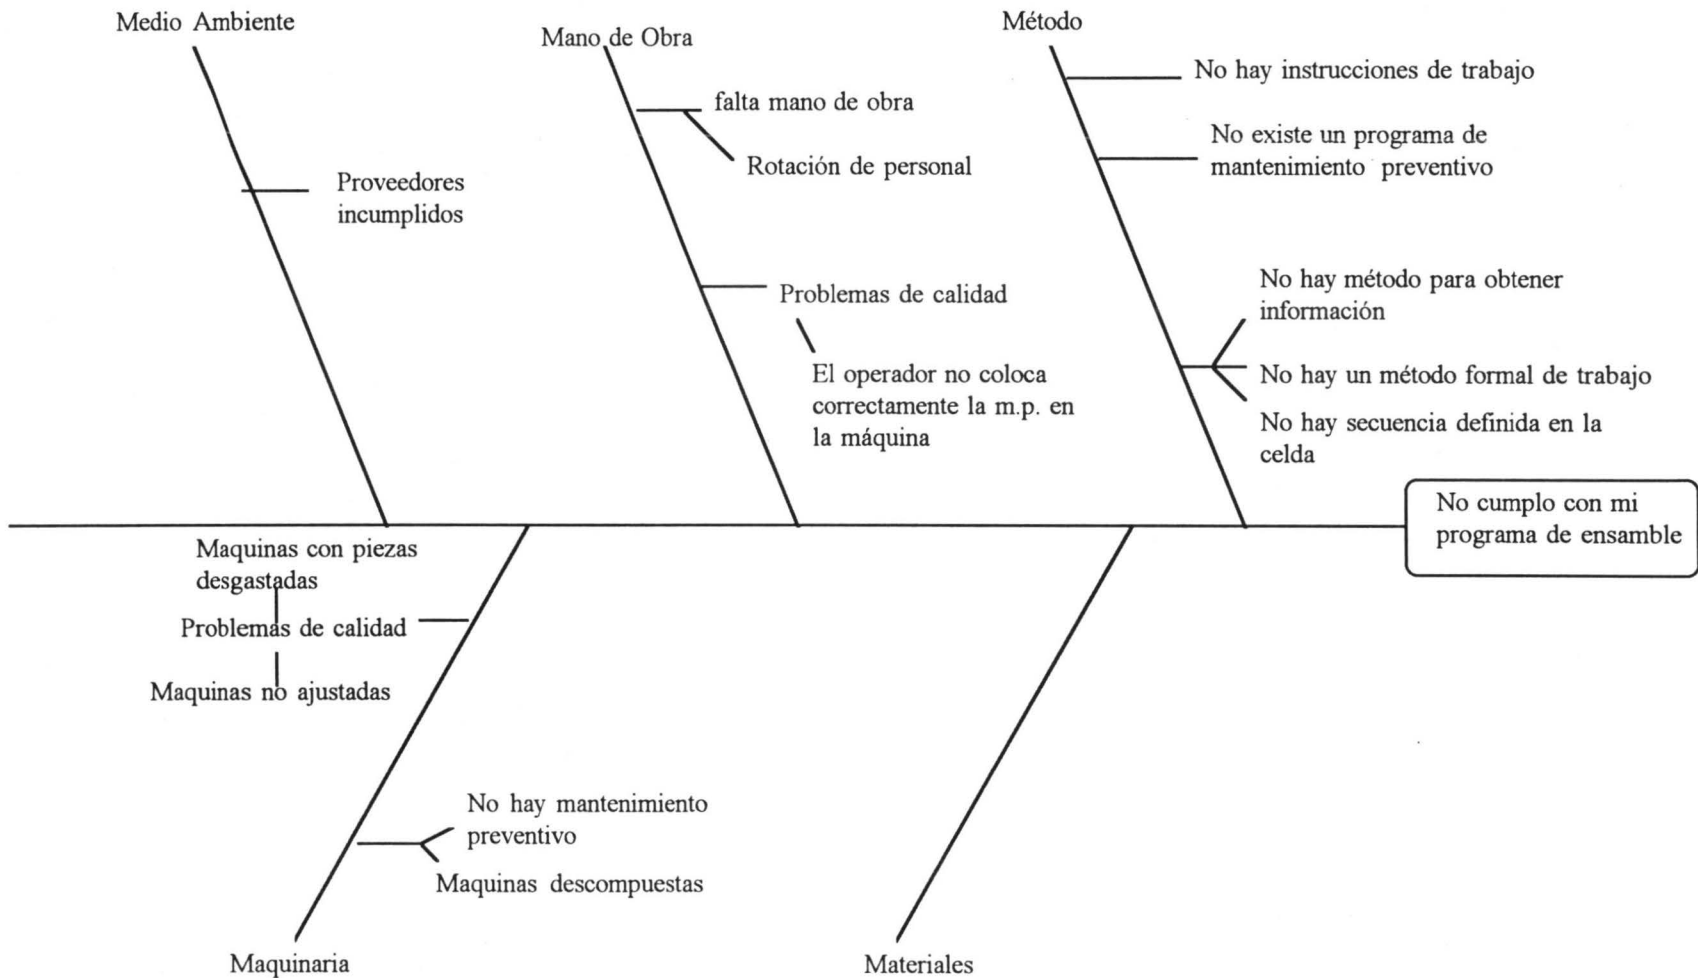 Medio Ambiente
Mano de Obra
Método
No hay instrucciones de trabajo
falta mano de obra
No existe un programa de
mantenimiento preventivo
Rotación de personal
Proveedores
incumplidos
Problemas de calidad
No hay método para obtener
información
El operador no coloca
correctamente la m.p. en
la máquina
No hay un método formal de trabajo
No hay secuencia definida en la
celda
No cumplo con mi
programa de ensamble
Maquinas con piezas
desgastadas
Problemas de calidad
Maquinas no ajustadas
No hay mantenimiento
preventivo
Maquinas descompuestas
Maquinaria
Materiales